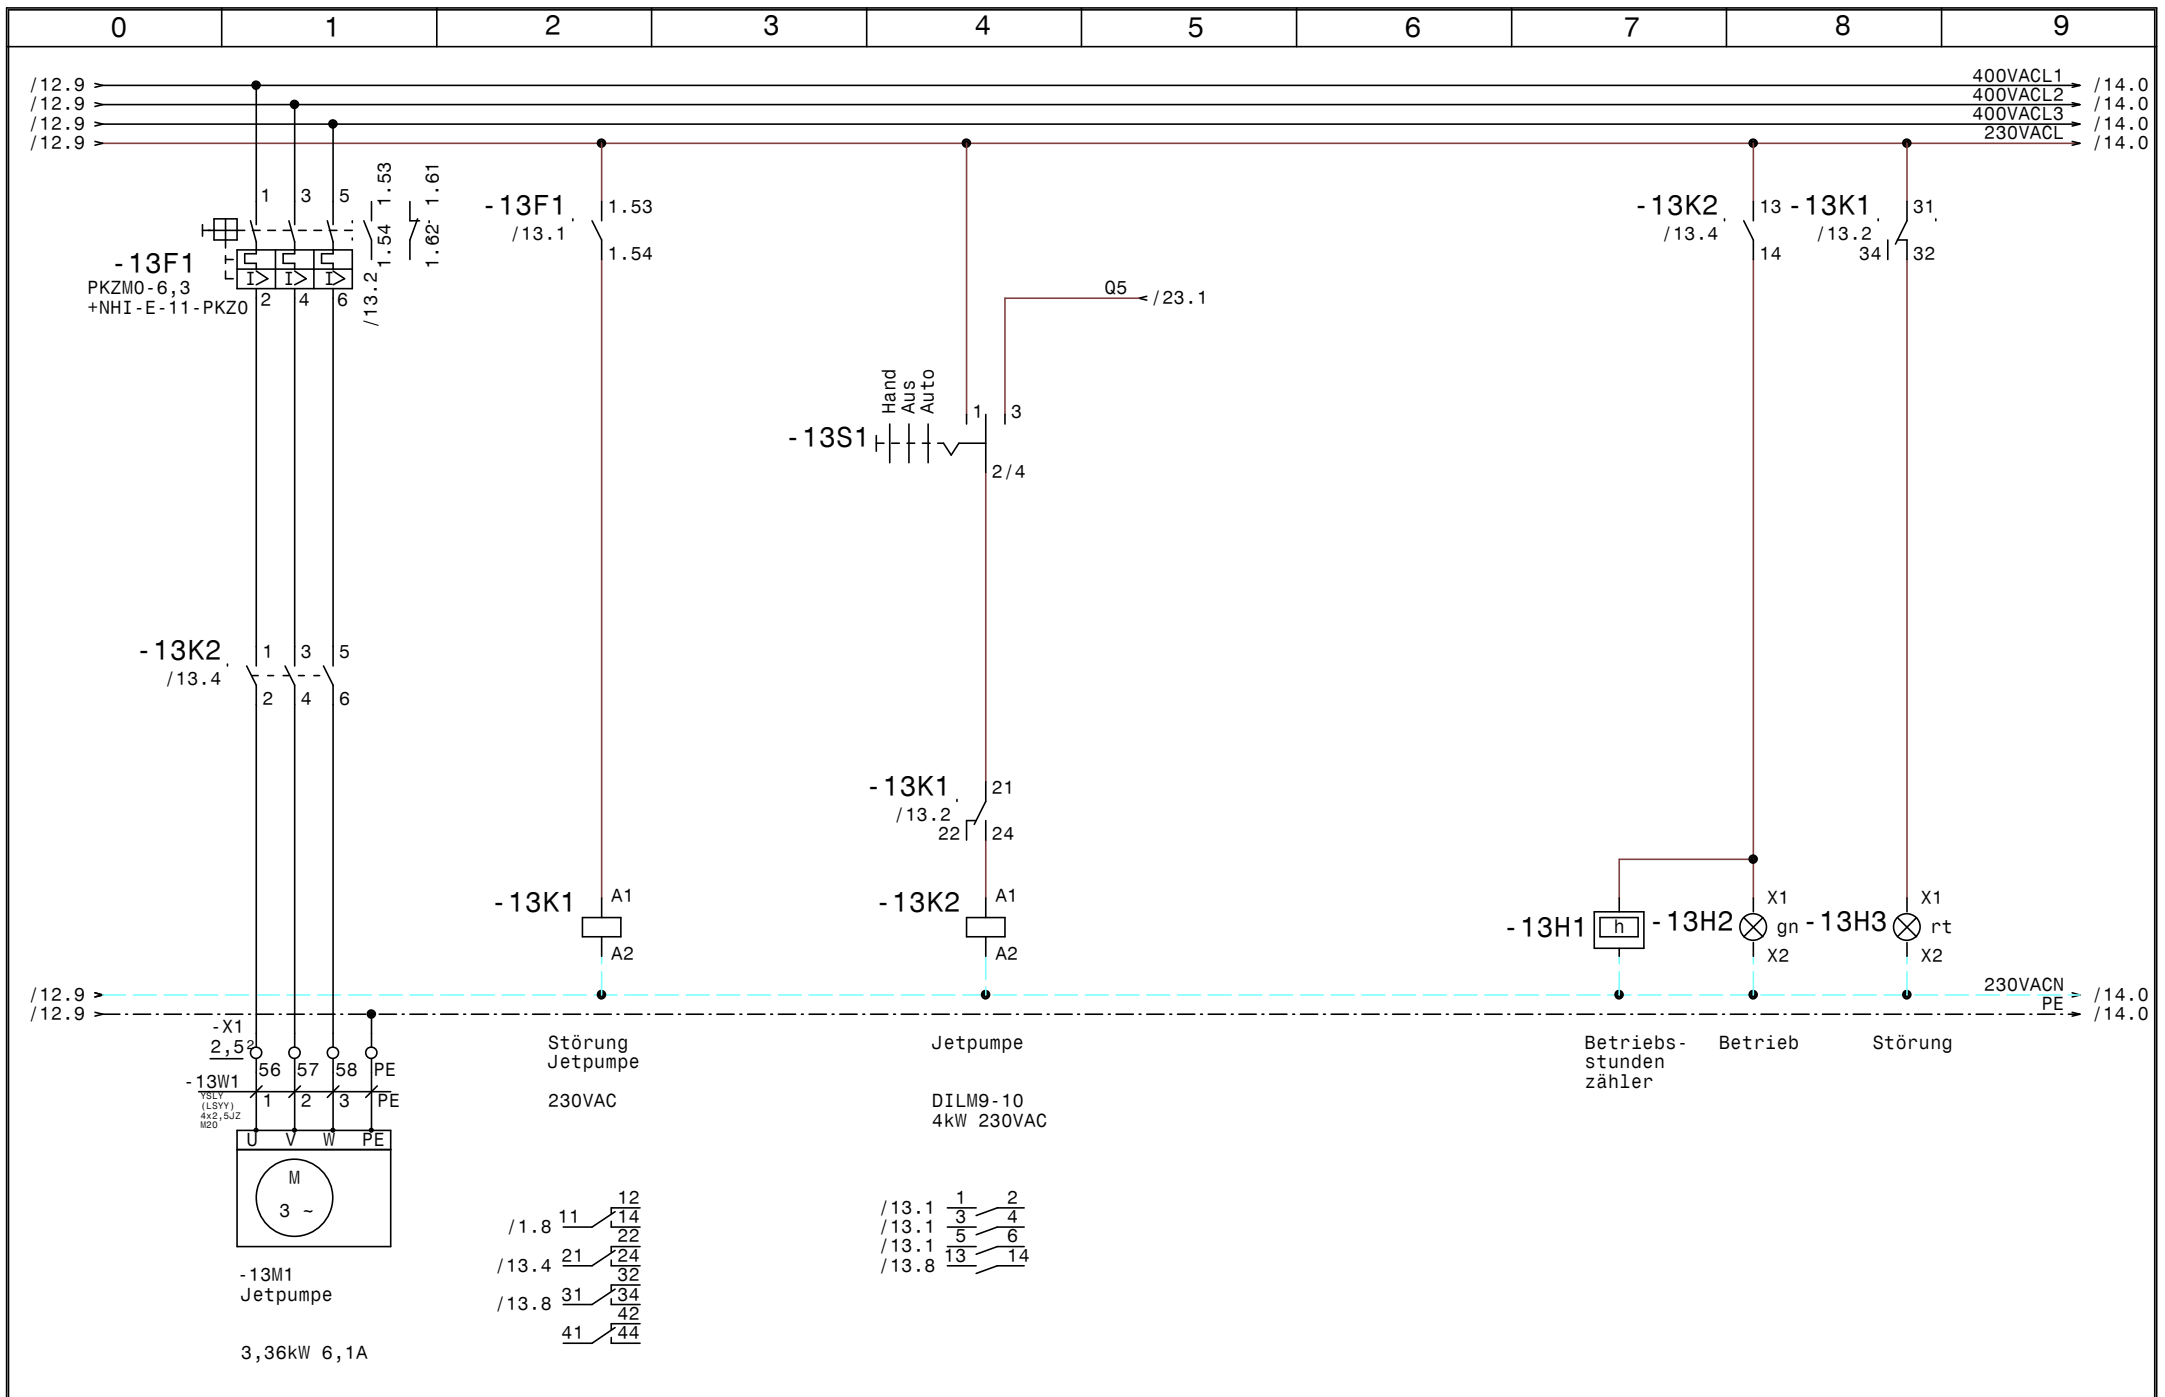 0 1 2 3 4 5 6 7 8 9
/12.9 400VACL1 /14.0
/12.9 400VACL2 /14.0
/12.9 400VACL3 /14.0
/12.9 230VACL /14.0
1 3 5 1.53 1.61
1.54 1.62
-13F1
PKZMO-6,3
+NHI-E-11-PKZO
2 4 6 /13.2
-13F1 1.53
/13.1
1.54
-13K2 13
/13.4
14
-13K1 31
/13.2
34 32
Q5 /23.1
Hand
Aus
Auto
1 3
-13S1
2/4
-13K2 1 3 5
/13.4
2 4 6
-13K1 21
/13.2
22 24
-13K1 A1
A2
-13K2 A1
A2
-13H1 h
-13H2 X1
gn
X2
-13H3 X1
rt
X2
/12.9 230VACN /14.0
/12.9 PE /14.0
-X1
2,5²
56 57 58 PE
-13W1
YSLY
(LSYY)
4x2,5JZ
M20
1 2 3 PE
U V W PE
M
3 ~
-13M1
Jetpumpe
3,36kW 6,1A
Störung
Jetpumpe
230VAC
Jetpumpe
DILM9-10
4kW 230VAC
Betriebs-
stunden
zähler
Betrieb
Störung
12
/1.8 11 14
22
/13.4 21 24
32
/13.8 31 34
42
41 44
/13.1 1 2
/13.1 3 4
/13.1 5 6
/13.8 13 14